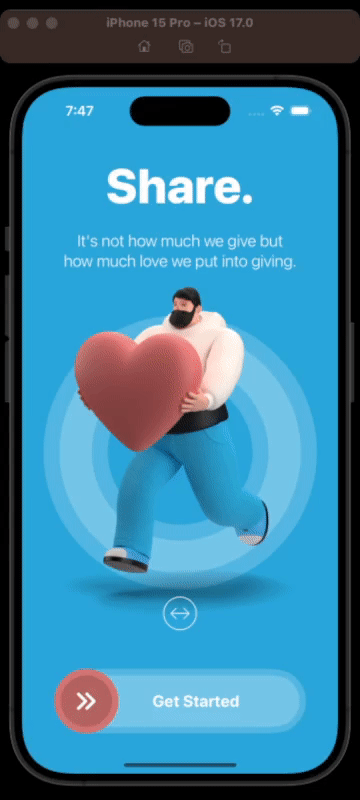 iPhone 15 Pro – iOS 17.0
7:47
Share.
It's not how much we give but
how much love we put into giving.
Get Started